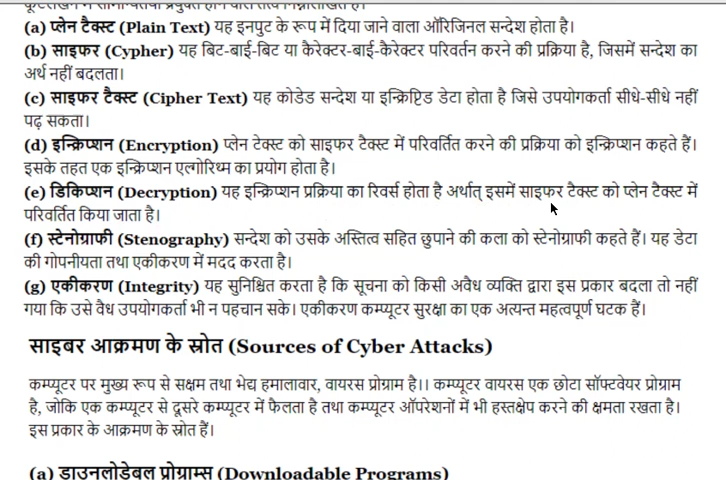 (a) प्लेन टैक्स्ट (Plain Text) यह इनपुट के रूप में दिया जाने वाला ऑरिजिनल सन्देश होता है।
(b) साइफर (Cypher) यह बिट-बाई-बिट या कैरेक्टर-बाई-कैरेक्टर परिवर्तन करने की प्रक्रिया है, जिसमें सन्देश का
अर्थ नहीं बदलता।
(c) साइफर टैक्स्ट (Cipher Text) यह कोडेड सन्देश या इन्क्रिप्टिड डेटा होता है जिसे उपयोगकर्ता सीधे-सीधे नहीं
पढ़ सकता।
(d) इन्क्रिप्शन (Encryption) प्लेन टेक्स्ट को साइफर टैक्स्ट में परिवर्तित करने की प्रक्रिया को इन्क्रिप्शन कहते हैं।
इसके तहत एक इन्क्रिप्शन एल्गोरिथ्म का प्रयोग होता है।
(e) डिक्रिप्शन (Decryption) यह इन्क्रिप्शन प्रक्रिया का रिवर्स होता है अर्थात् इसमें साइफर टैक्स्ट को प्लेन टैक्स्ट में
परिवर्तित किया जाता है।
(f) स्टेनोग्राफी (Stenography) सन्देश को उसके अस्तित्व सहित छुपाने की कला को स्टेनोग्राफी कहते हैं। यह डेटा
की गोपनीयता तथा एकीकरण में मदद करता है।
(g) एकीकरण (Integrity) यह सुनिश्चित करता है कि सूचना को किसी अवैध व्यक्ति द्वारा इस प्रकार बदला तो नहीं
गया कि उसे वैध उपयोगकर्ता भी न पहचान सके। एकीकरण कम्प्यूटर सुरक्षा का एक अत्यन्त महत्वपूर्ण घटक हैं।
साइबर आक्रमण के स्रोत (Sources of Cyber Attacks)
कम्प्यूटर पर मुख्य रूप से सक्षम तथा भेद्य हमालावार, वायरस प्रोग्राम है।। कम्प्यूटर वायरस एक छोटा सॉफ्टवेयर प्रोग्राम
है, जोकि एक कम्प्यूटर से दूसरे कम्प्यूटर में फैलता है तथा कम्प्यूटर ऑपरेशनों में भी हस्तक्षेप करने की क्षमता रखता है।
इस प्रकार के आक्रमण के स्रोत हैं।
(a) डाउनलोडेबल प्रोग्राम्स (Downloadable Programs)